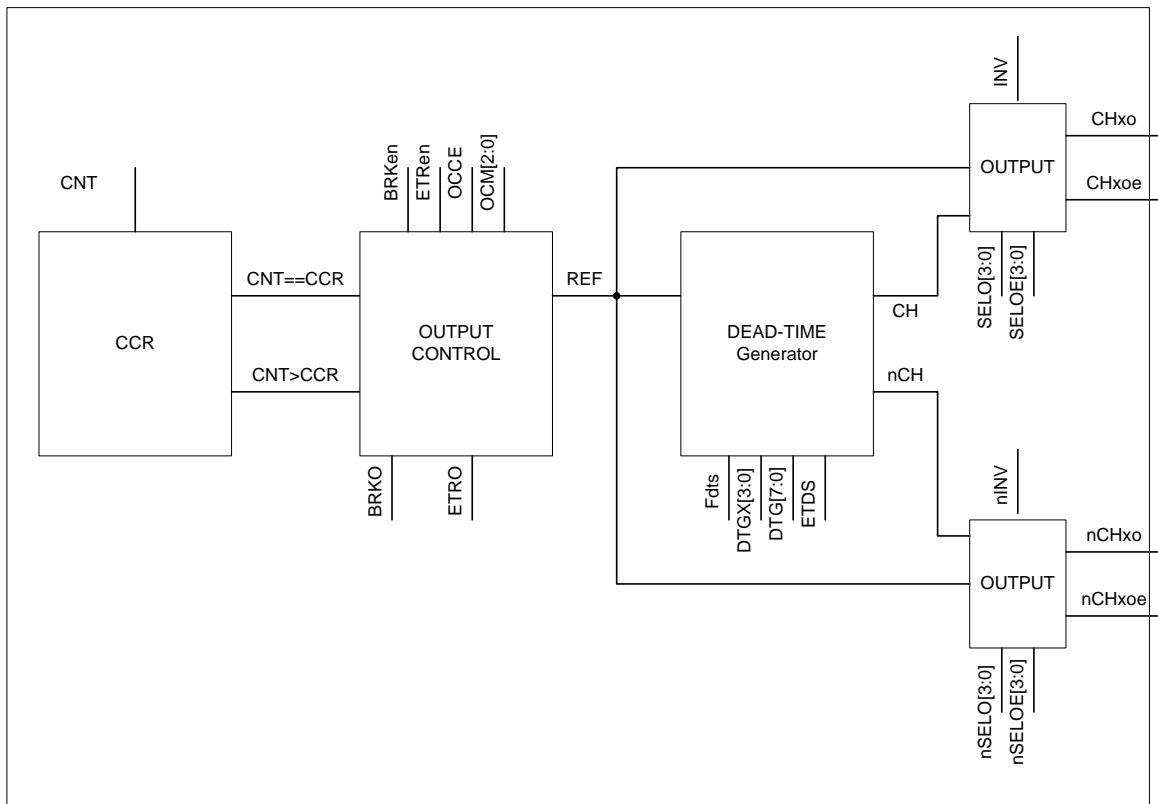 CNT
CCR
CNT==CCR
CNT>CCR
BRKen
ETRen
OCCE
OCM[2:0]
OUTPUT
CONTROL
BRKO
ETRO
REF
DEAD-TIME
Generator
Fdts
DTGX[3:0]
DTG[7:0]
ETDS
CH
nCH
INV
OUTPUT
CHxo
CHxoe
SELO[3:0]
SELOE[3:0]
nINV
OUTPUT
nCHxo
nCHxoe
nSELO[3:0]
nSELOE[3:0]